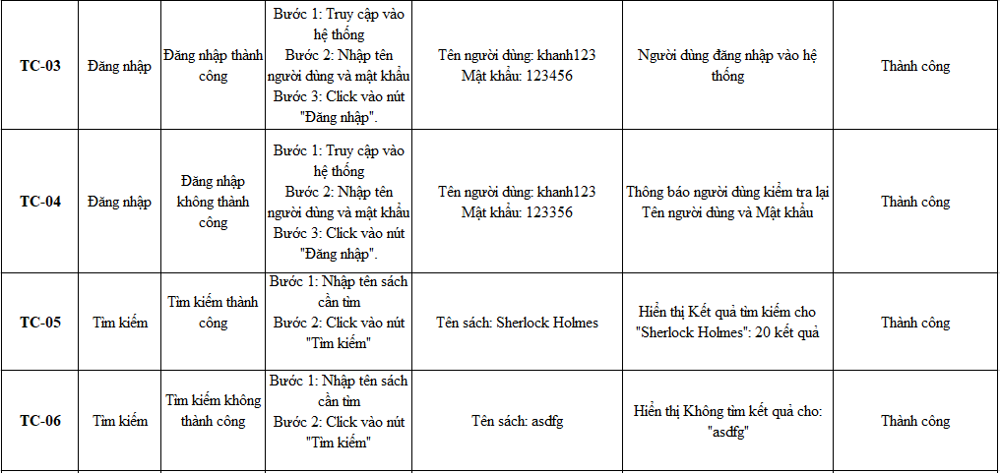 TC-03
Đăng nhập
Đăng nhập thành
công
Bước 1: Truy cập vào
hệ thống
Bước 2: Nhập tên
người dùng và mật khẩu
Bước 3: Click vào nút
"Đăng nhập".
Tên người dùng: khanh123
Mật khẩu: 123456
Người dùng đăng nhập vào hệ
thống
Thành công
TC-04
Đăng nhập
Đăng nhập
không thành
công
Bước 1: Truy cập vào
hệ thống
Bước 2: Nhập tên
người dùng và mật khẩu
Bước 3: Click vào nút
"Đăng nhập".
Tên người dùng: khanh123
Mật khẩu: 123356
Thông báo người dùng kiểm tra lại
Tên người dùng và Mật khẩu
Thành công
TC-05
Tìm kiếm
Tìm kiếm thành
công
Bước 1: Nhập tên sách
cần tìm
Bước 2: Click vào nút
"Tìm kiếm"
Tên sách: Sherlock Holmes
Hiển thị Kết quả tìm kiếm cho
"Sherlock Holmes": 20 kết quả
Thành công
TC-06
Tìm kiếm
Tìm kiếm không
thành công
Bước 1: Nhập tên sách
cần tìm
Bước 2: Click vào nút
"Tìm kiếm"
Tên sách: asdfg
Hiển thị Không tìm kết quả cho:
"asdfg"
Thành công